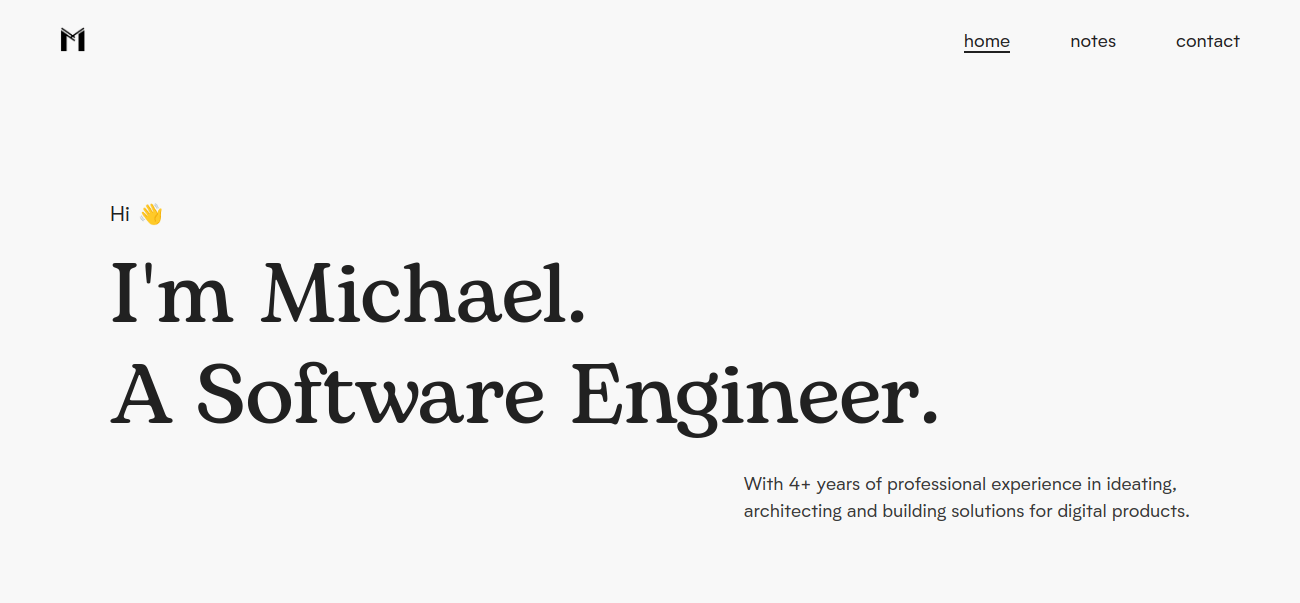 M
home notes contact
Hi 👋
I'm Michael.
A Software Engineer.
With 4+ years of professional experience in ideating,
architecting and building solutions for digital products.